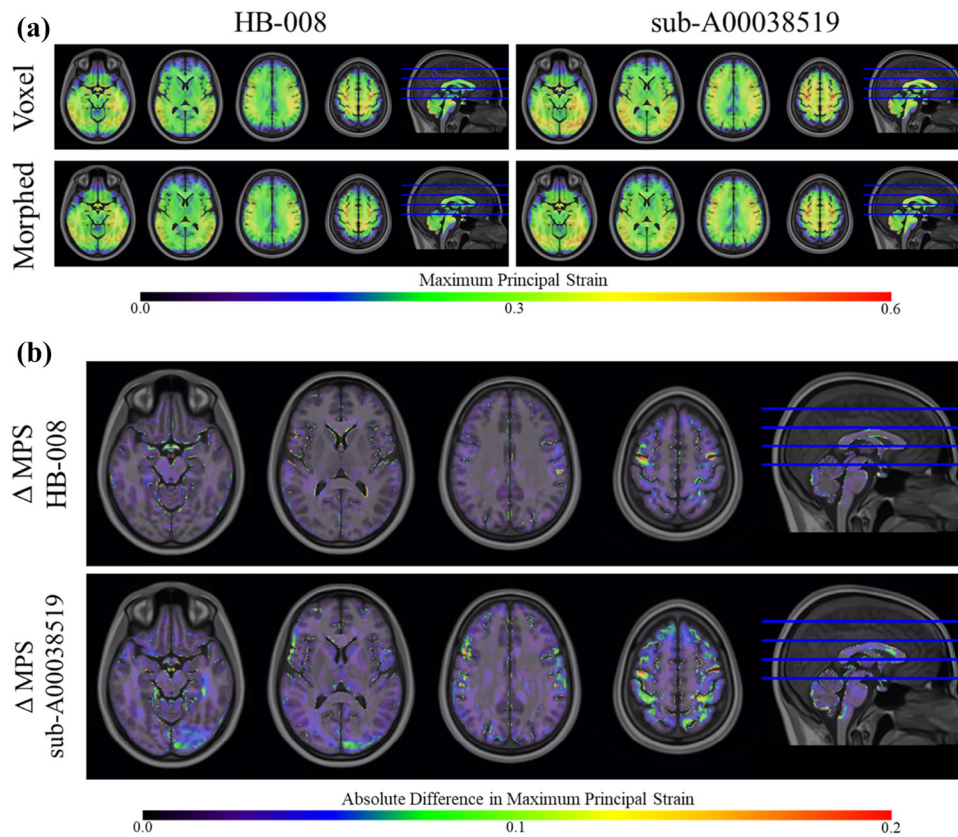 (a)
HB-008
sub-A00038519
Voxel
Morphed
Maximum Principal Strain
0.0
0.3
0.6
(b)
Δ MPS
HB-008
Δ MPS
sub-A00038519
Absolute Difference in Maximum Principal Strain
0.0
0.1
0.2